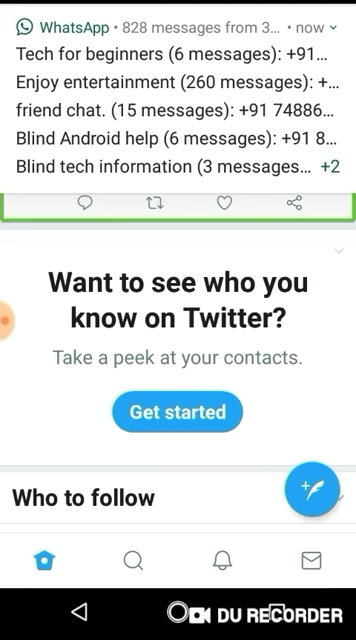 WhatsApp • 828 messages from 3... • now
Tech for beginners (6 messages): +91...
Enjoy entertainment (260 messages): +...
friend chat. (15 messages): +91 74886...
Blind Android help (6 messages): +91 8...
Blind tech information (3 messages... +2
Want to see who you
know on Twitter?
Take a peek at your contacts.
Get started
Who to follow
DU RECORDER